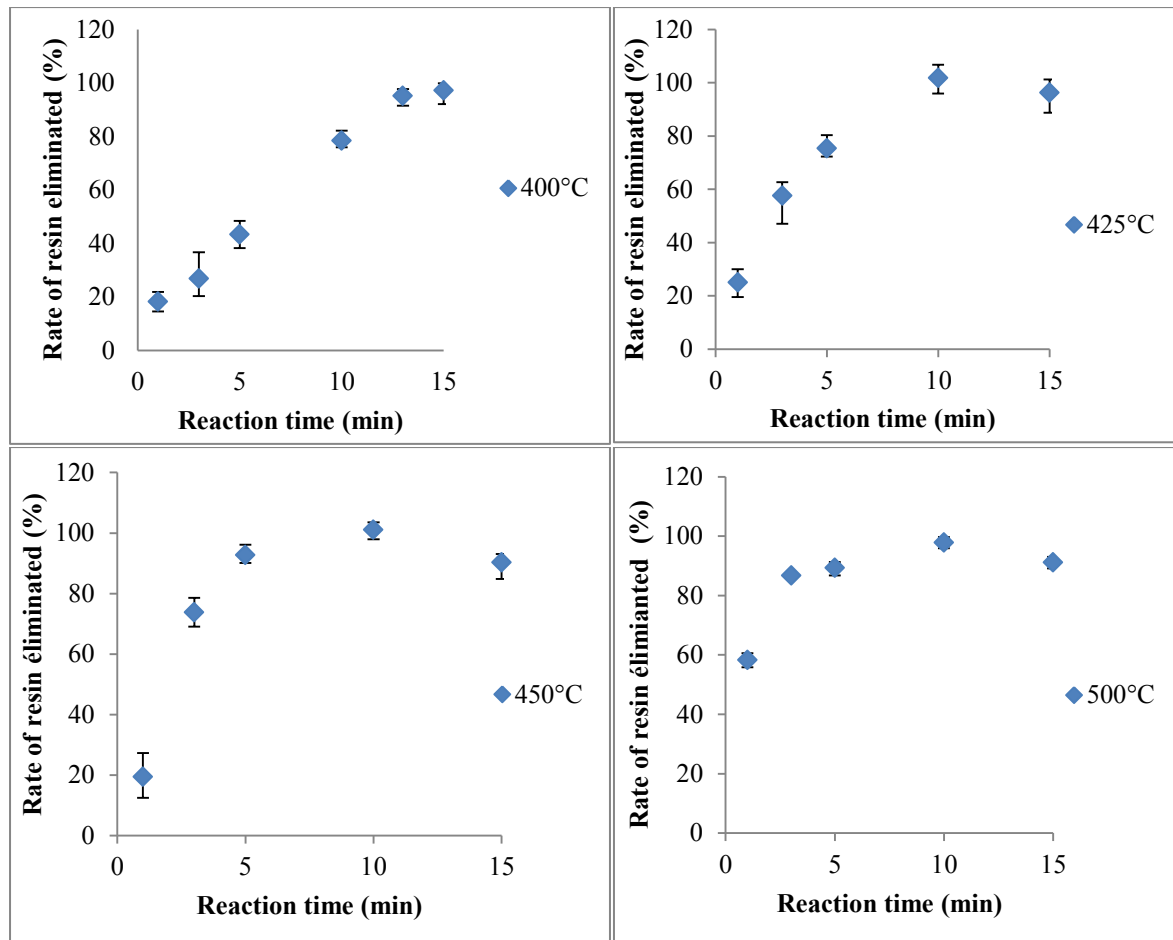 Rate of resin eliminated (%)
120
100
80
60
40
20
0
0 5 10 15
Reaction time (min)
400°C
Rate of resin eliminated (%)
120
100
80
60
40
20
0
0 5 10 15
Reaction time (min)
425°C
Rate of resin éliminated (%)
120
100
80
60
40
20
0
0 5 10 15
Reaction time (min)
450°C
Rate of resin élimianted (%)
120
100
80
60
40
20
0
0 5 10 15
Reaction time (min)
500°C